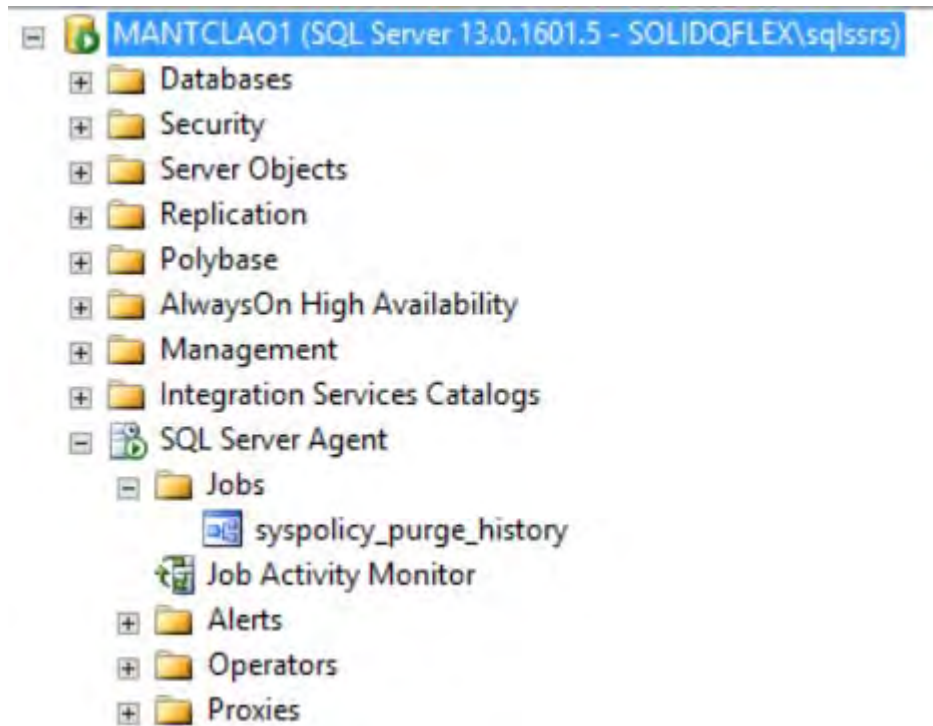 MANTCLAO1 (SQL Server 13.0.1601.5 - SOLIDQFLEX\sqlssrs)
Databases
Security
Server Objects
Replication
Polybase
AlwaysOn High Availability
Management
Integration Services Catalogs
SQL Server Agent
Jobs
syspolicy_purge_history
Job Activity Monitor
Alerts
Operators
Proxies